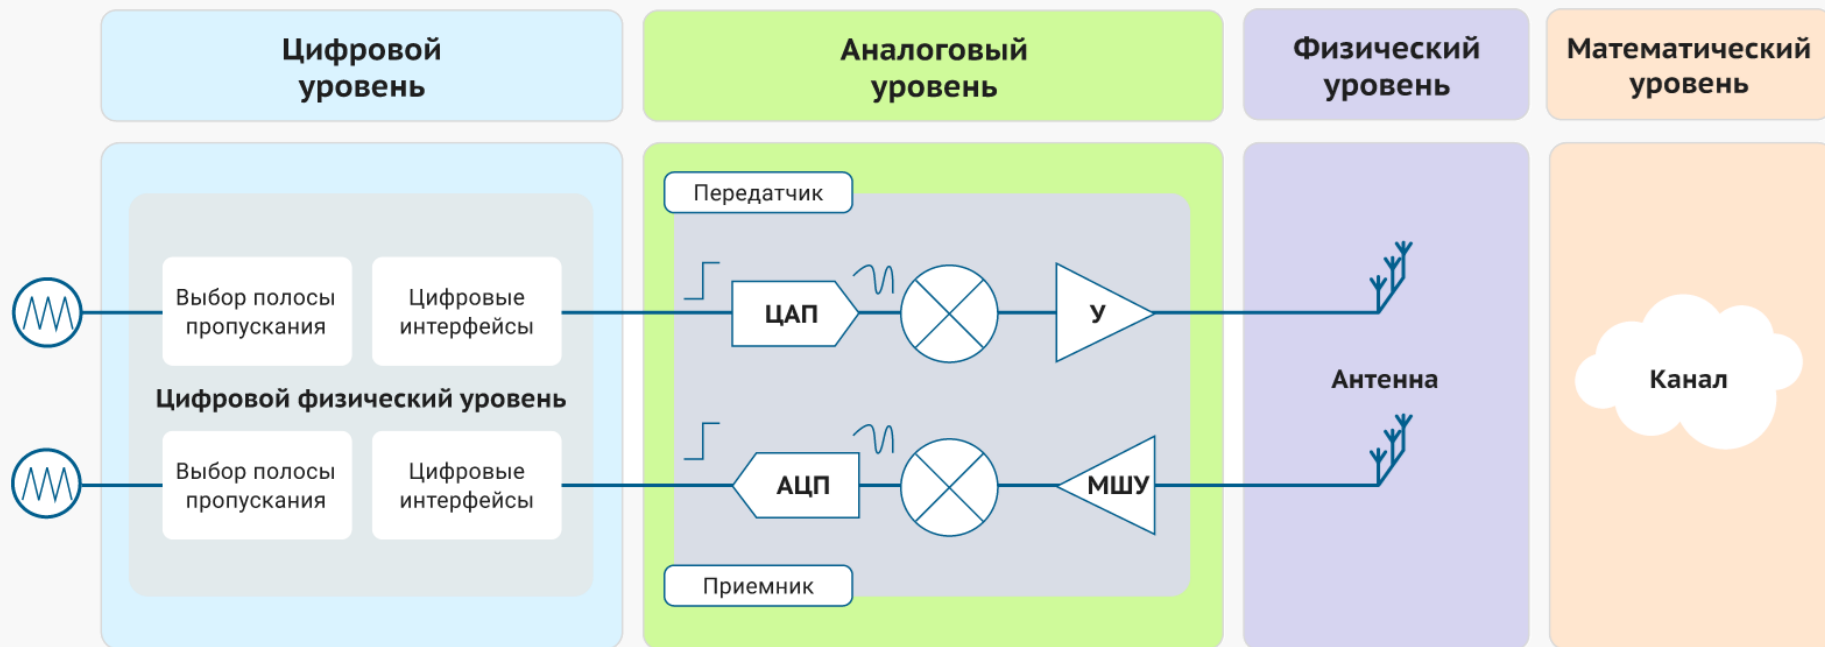 Цифровой
уровень
Аналоговый
уровень
Физический
уровень
Математический
уровень
Передатчик
Выбор полосы
пропускания
Цифровые
интерфейсы
ЦАП
У
Цифровой физический уровень
Антенна
Канал
Выбор полосы
пропускания
Цифровые
интерфейсы
АЦП
МШУ
Приемник